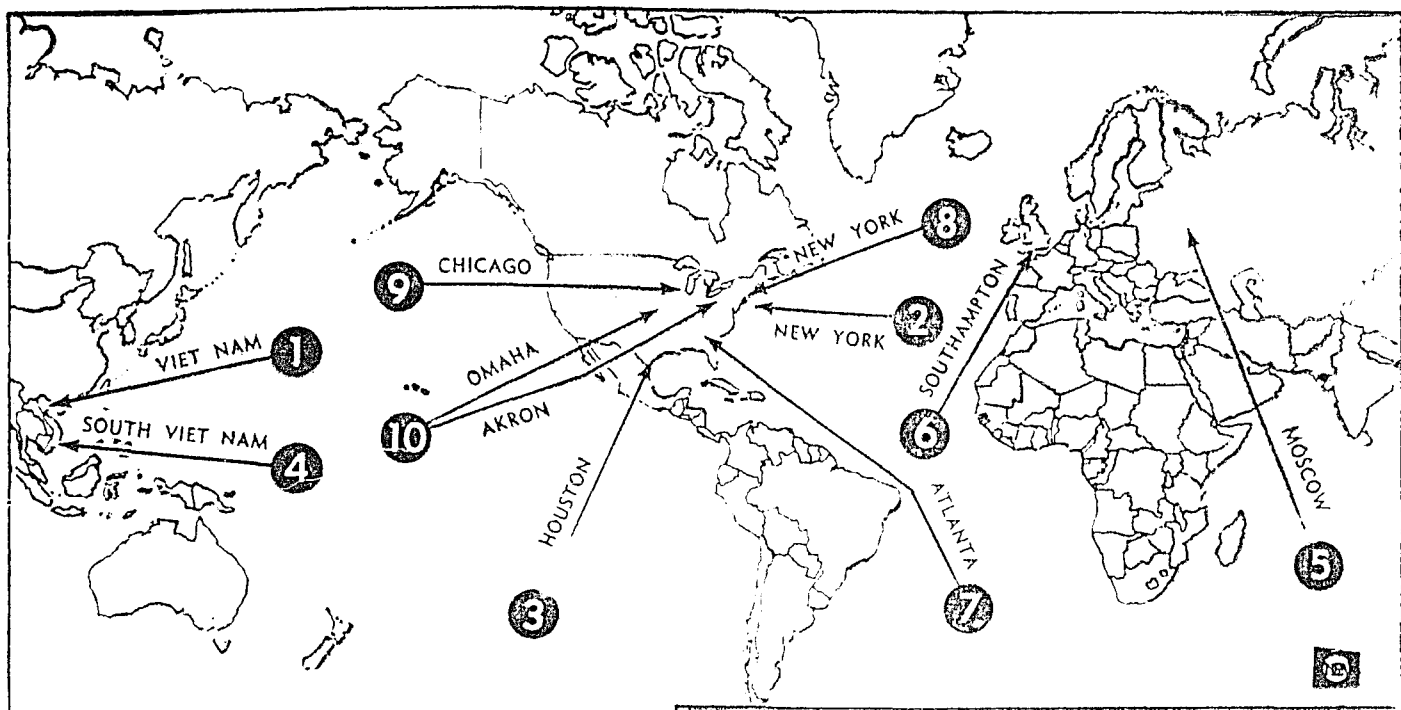 8
NEW YORK
9
CHICAGO
SOUTHAMPTON
2
NEW YORK
1
VIET NAM
OMAHA
10
AKRON
6
SOUTH VIET NAM
4
HOUSTON
ATLANTA
MOSCOW
5
3
7